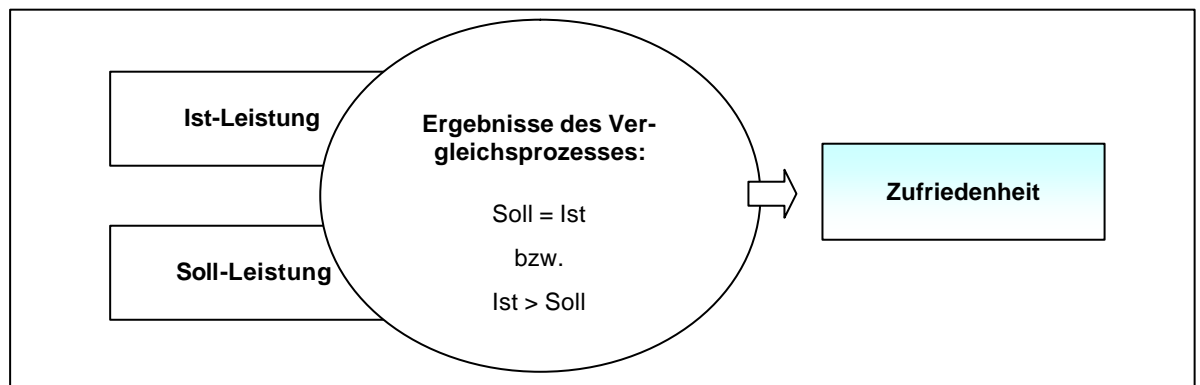 Ist-Leistung
Soll-Leistung
Ergebnisse des Ver-
gleichsprozesses:
Soll = Ist
bzw.
Ist > Soll
Zufriedenheit